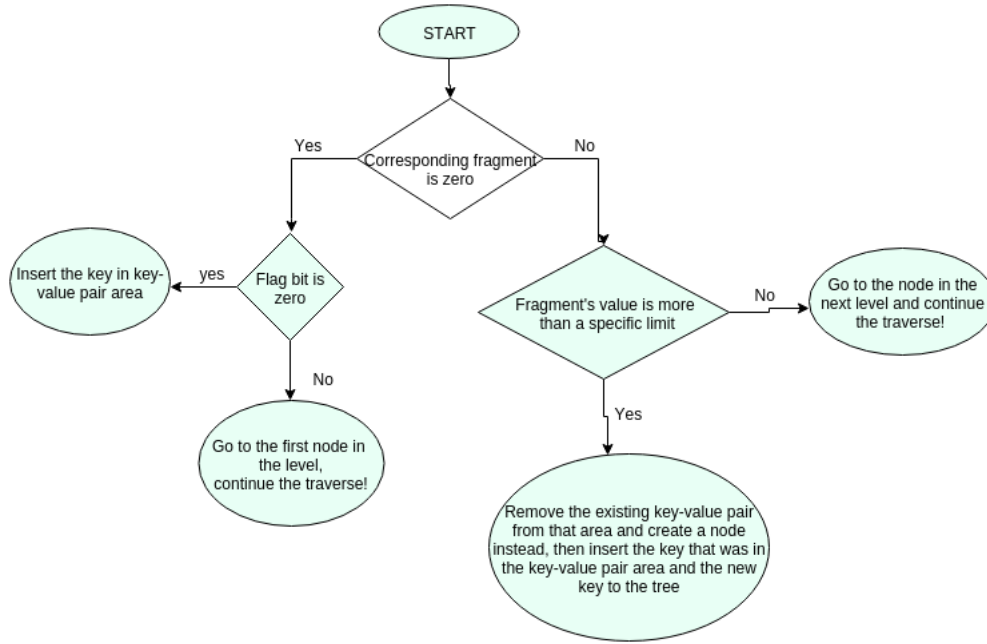 START
Yes
No
Corresponding fragment
is zero
Insert the key in key-
value pair area
yes
Flag bit is
zero
Fragment's value is more
than a specific limit
No
Go to the node in the
next level and continue
the traverse!
No
Yes
Go to the first node in
the level,
continue the traverse!
Remove the existing key-value pair
from that area and create a node
instead, then insert the key that was in
the key-value pair area and the new
key to the tree